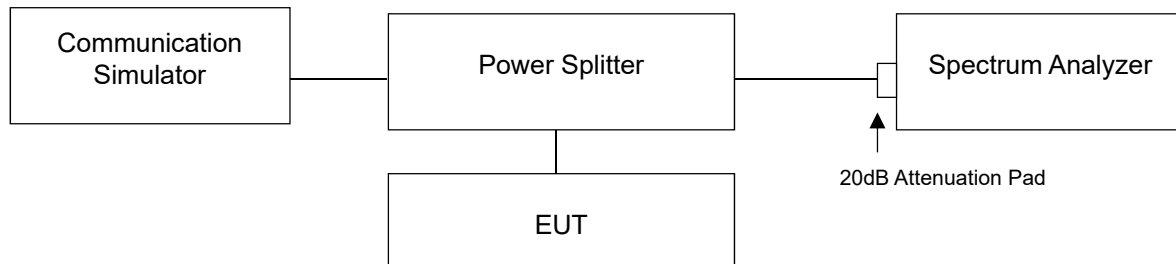 Communication
Simulator
Power Splitter
Spectrum Analyzer
20dB Attenuation Pad
EUT